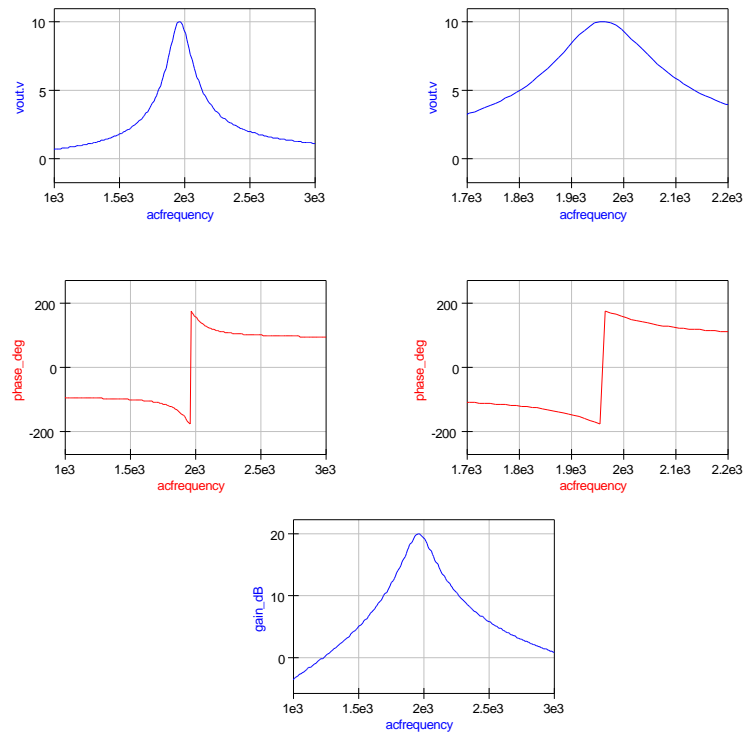 vout.v
10
5
0
1e3 1.5e3 2e3 2.5e3 3e3
acfrequency
vout.v
10
5
0
1.7e3 1.8e3 1.9e3 2e3 2.1e3 2.2e3
acfrequency
phase_deg
200
0
-200
1e3 1.5e3 2e3 2.5e3 3e3
acfrequency
phase_deg
200
0
-200
1.7e3 1.8e3 1.9e3 2e3 2.1e3 2.2e3
acfrequency
gain_dB
20
10
0
1e3 1.5e3 2e3 2.5e3 3e3
acfrequency